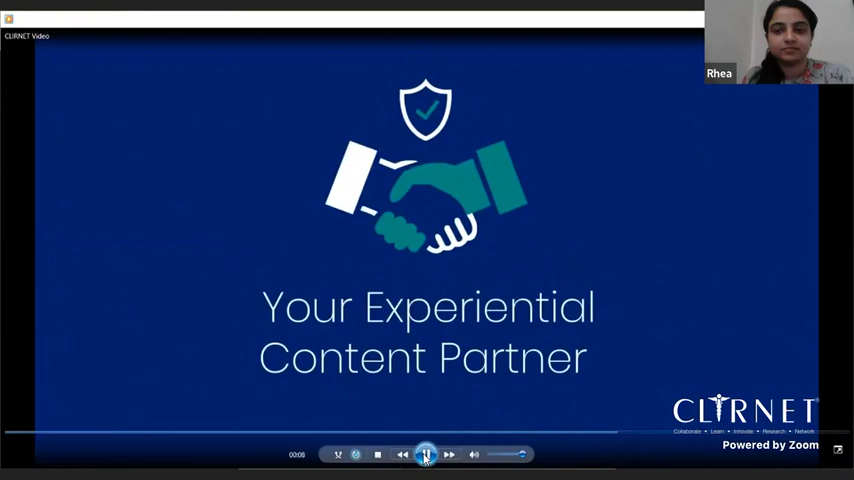 CLIRNET Video
Rhea
Your Experiential
Content Partner
CLIRNET
Collaborate • Learn • Innovate • Research • Network
Powered by Zoom
00:08